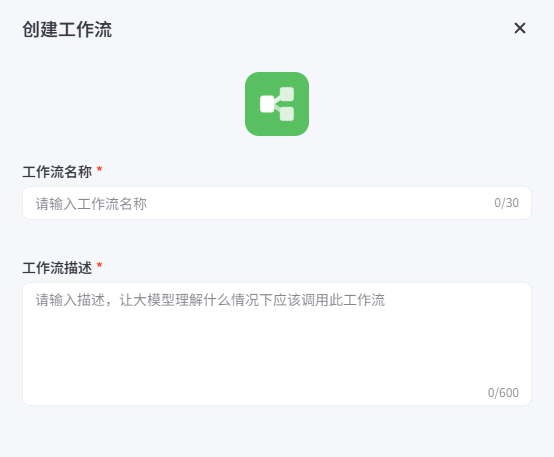 创建工作流
工作流名称 *
请输入工作流名称 0/30
工作流描述 *
请输入描述，让大模型理解什么情况下应该调用此工作流
0/600